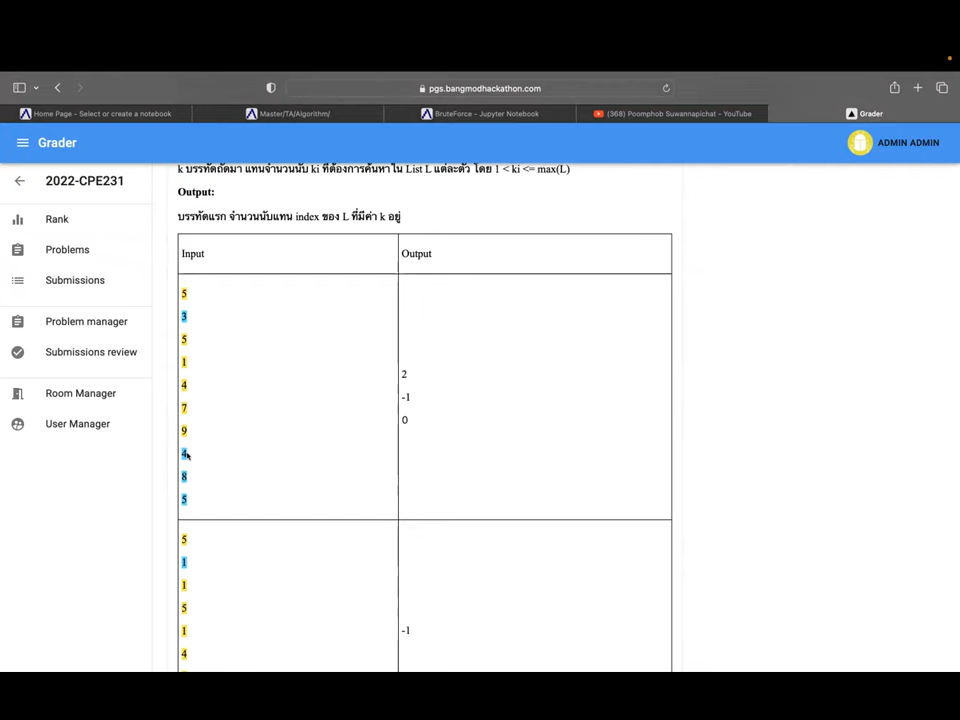 pgs.bangmodhackathon.com
Home Page - Select or create a notebook
Master/TA/Algorithm/
BruteForce - Jupyter Notebook
(368) Poomphob Suwannapichat - YouTube
Grader
Grader
ADMIN ADMIN
2022-CPE231
Rank
Problems
Submissions
Problem manager
Submissions review
Room Manager
User Manager
k บรรทัดถัดมา แทนจำนวนนับ ki ที่ต้องการค้นหาใน List L แต่ละตัว โดย 1 < ki <= max(L)
Output:
บรรทัดแรก จำนวนนับแทน index ของ L ที่มีค่า k อยู่
Input
Output
5
3
5
1
4
7
9
4
8
5
2
-1
0
5
1
1
5
1
4
-1